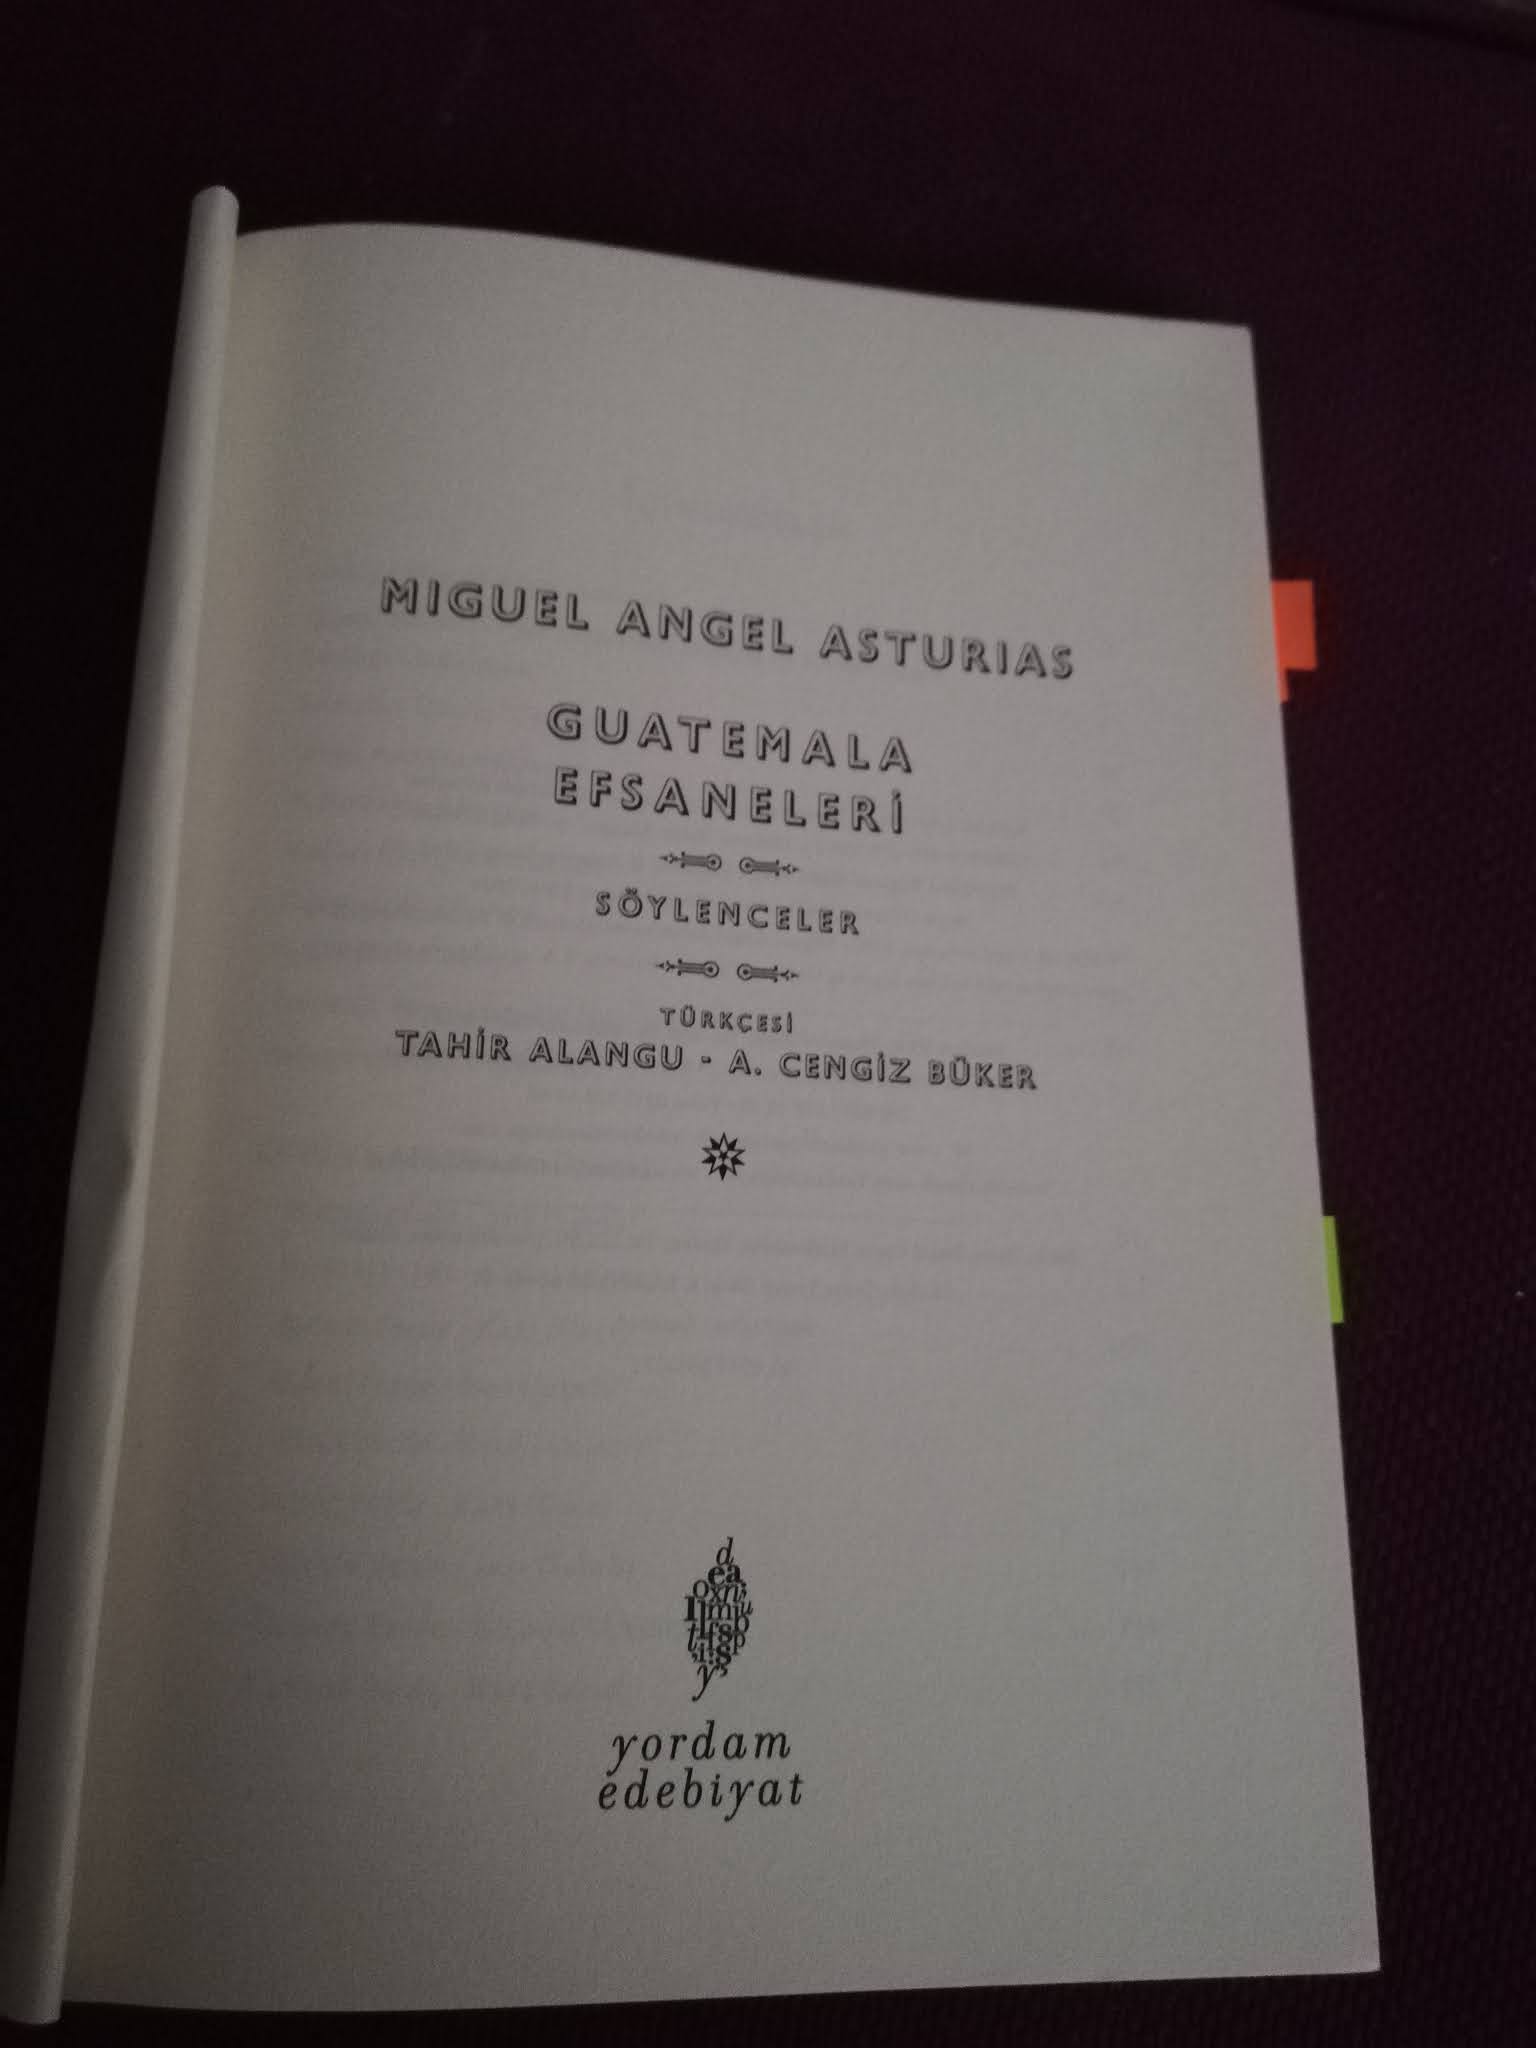 MIGUEL ANGEL ASTURIAS
GUATEMALA
EFSANELERİ
SÖYLENCELER
TÜRKÇESİ
TAHİR ALANGU - A. CENGİZ BÜKER
yordam
edebiyat